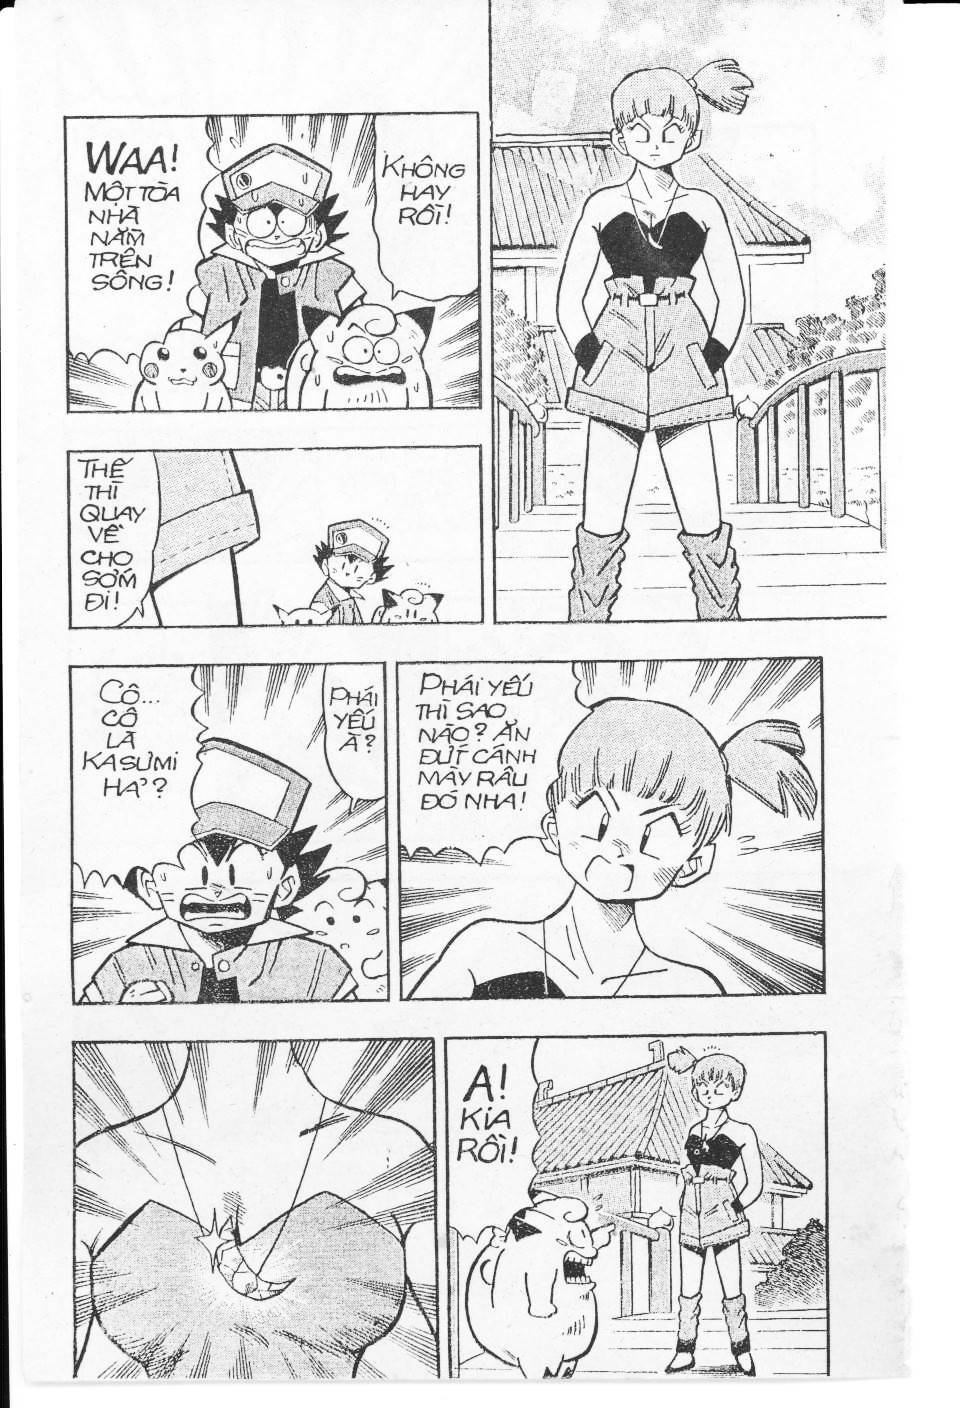 WAA!
MỘT TÒA
NHÀ
NẰM
TRÊN
SÔNG!
KHÔNG
HAY
RỒI!
THẾ
THÌ
QUAY
VỀ
CHO
SỚM
ĐI!
CÔ...
CÔ
LÀ
KASUMI
HẢ?
PHÁI
YẾU
À?
PHÁI YẾU
THÌ SAO
NÀO? ĂN
ĐỨT CÁNH
MÀY RÂU
ĐÓ NHA!
A!
KIA
RỒI!